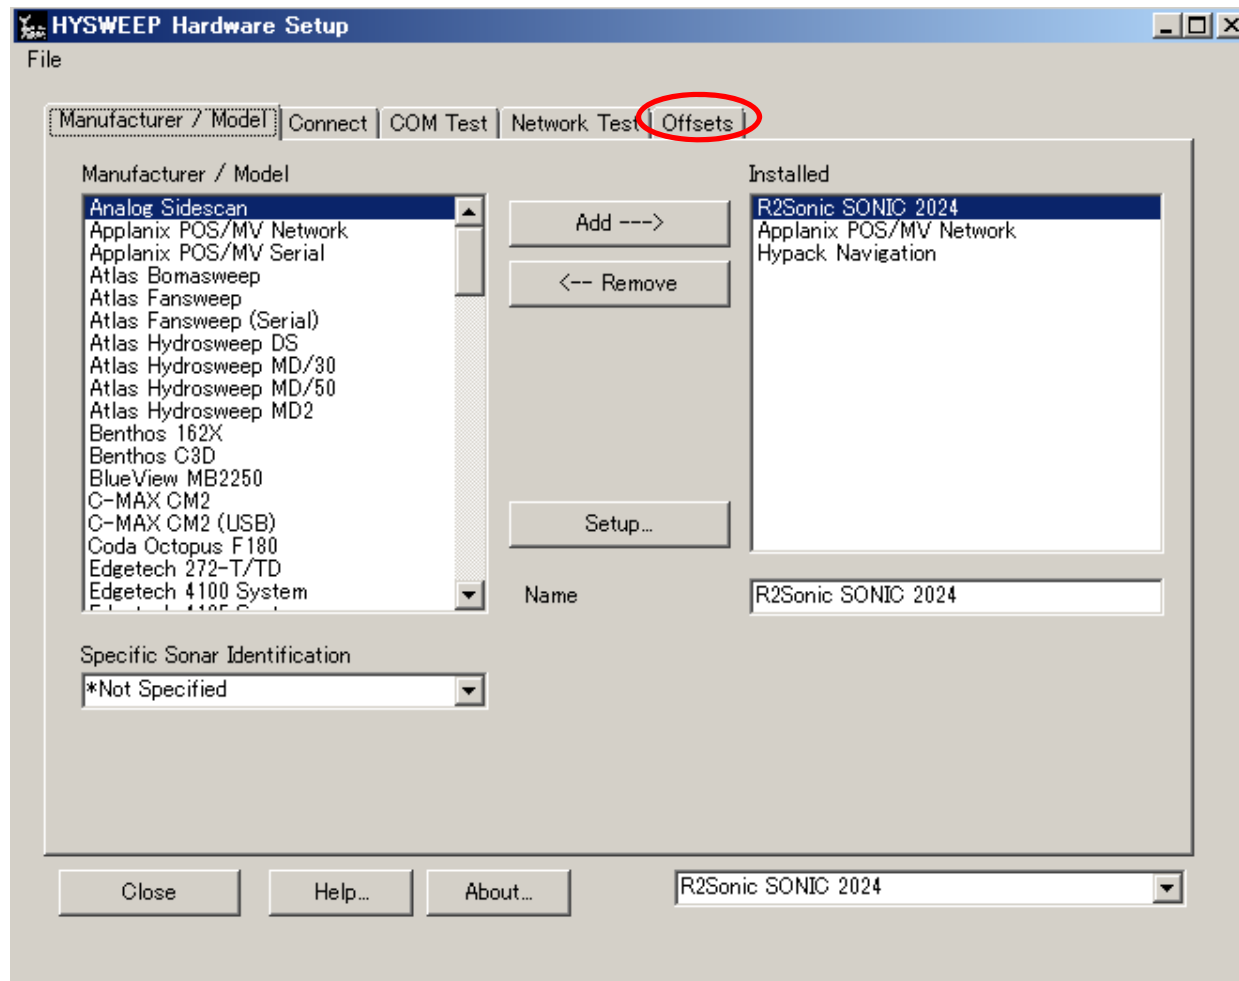 HYSWEEP Hardware Setup
File
Manufacturer / Model
Connect
COM Test
Network Test
Offsets
Manufacturer / Model
Analog Sidescan
Applanix POS/MV Network
Applanix POS/MV Serial
Atlas Bomasweep
Atlas Fansweep
Atlas Fansweep (Serial)
Atlas Hydrosweep DS
Atlas Hydrosweep MD/30
Atlas Hydrosweep MD/50
Atlas Hydrosweep MD2
Benthos 162X
Benthos C3D
BlueView MB2250
C-MAX CM2
C-MAX CM2 (USB)
Coda Octopus F180
Edgetech 272-T/TD
Edgetech 4100 System
Add --->
<-- Remove
Setup...
Installed
R2Sonic SONIC 2024
Applanix POS/MV Network
Hypack Navigation
Name
R2Sonic SONIC 2024
Specific Sonar Identification
*Not Specified
Close
Help...
About...
R2Sonic SONIC 2024